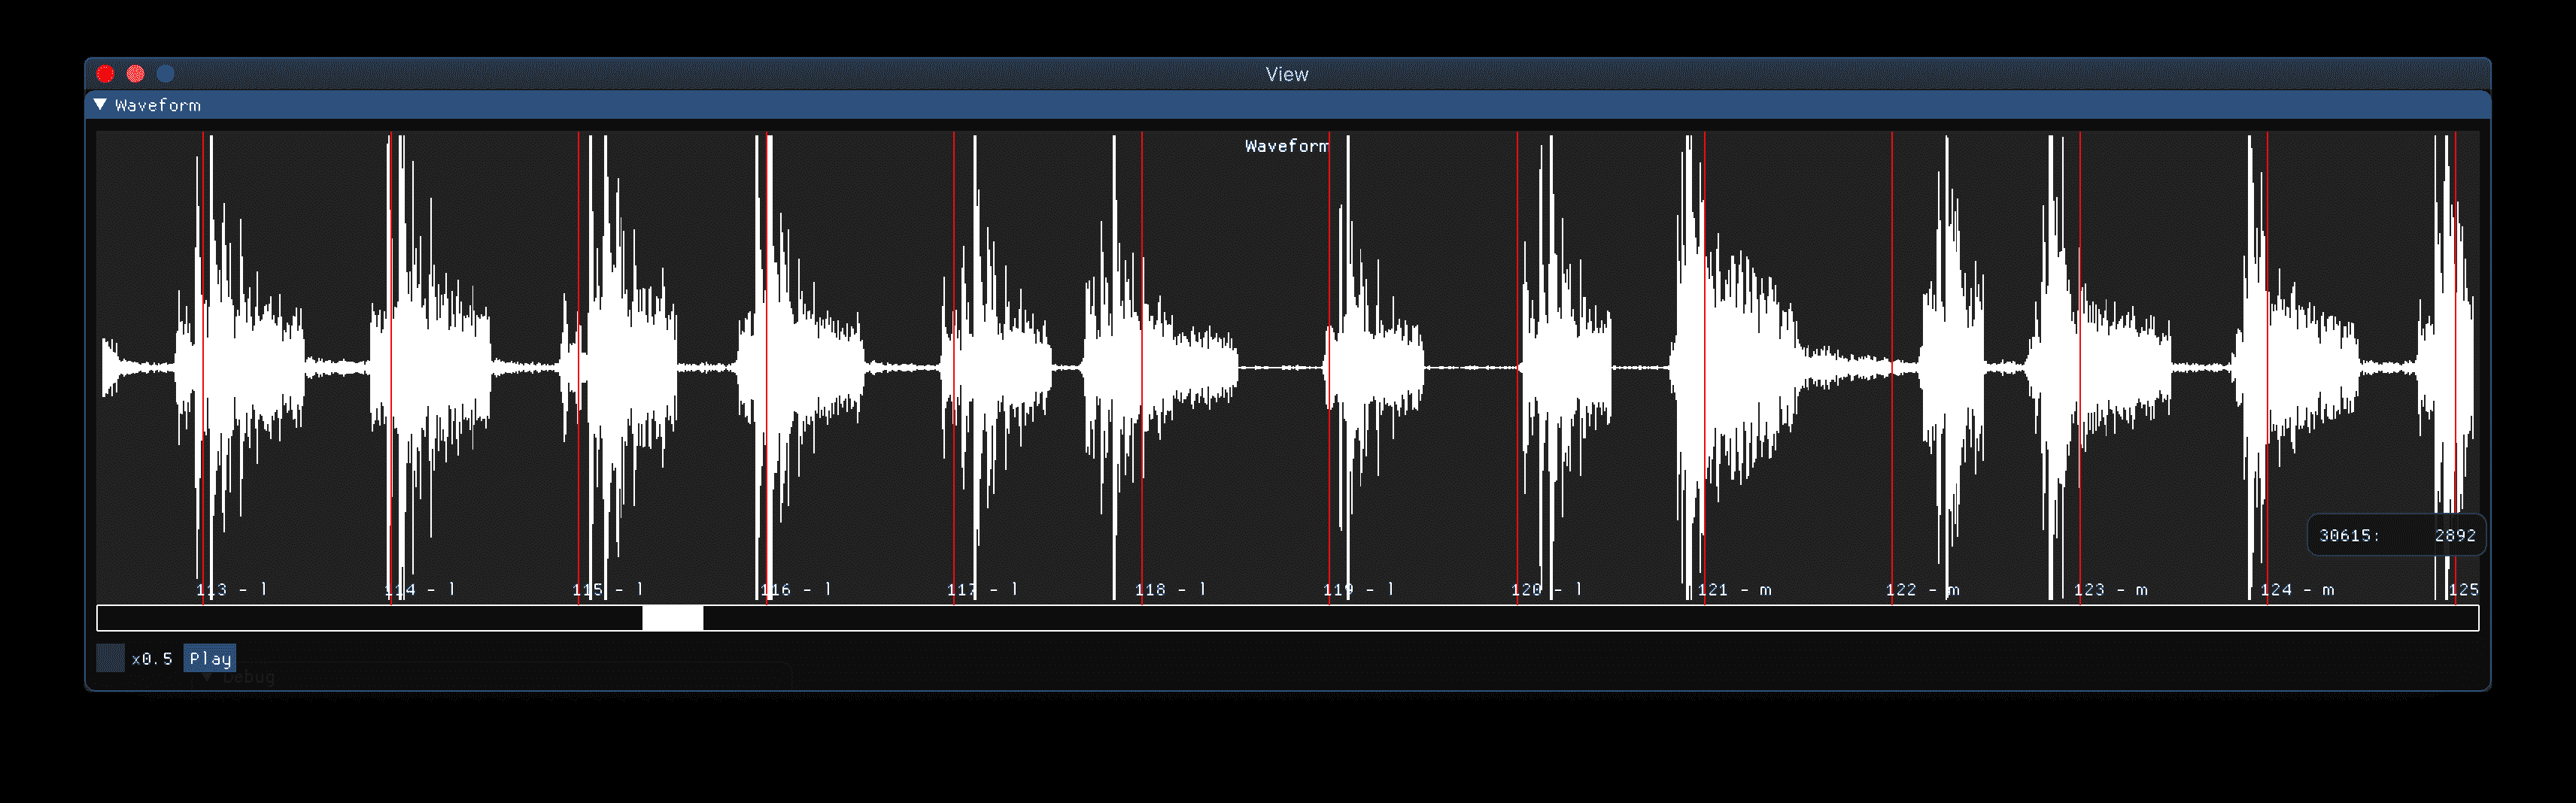 View
▼ Waveform
Waveform
30615: 2892
113 - l 114 - l 115 - l 116 - l 117 - l 118 - l 119 - l 120 - l 121 - m 122 - m 123 - m 124 - m 125
x0.5 Play
▼ Debug